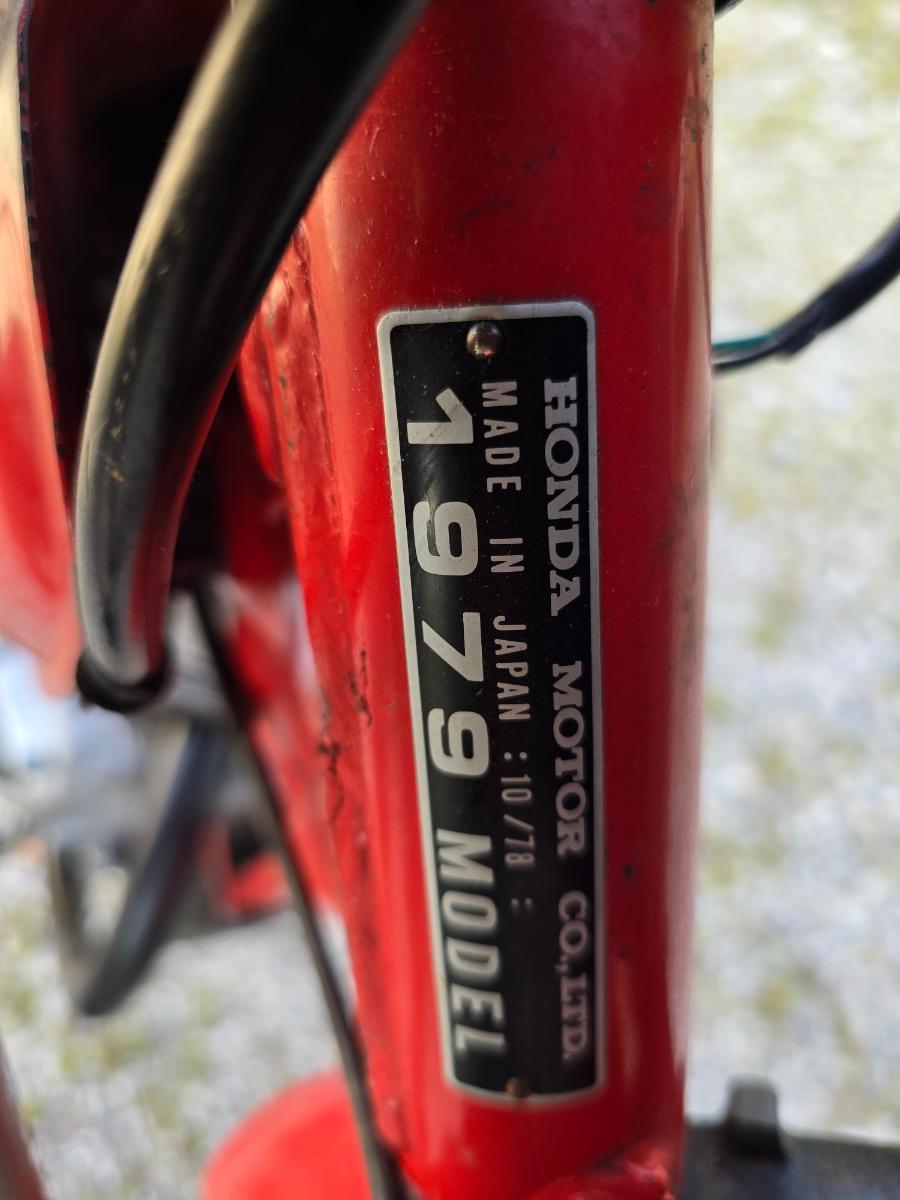 HONDA MOTOR CO.,LTD.
MADE IN JAPAN :10/78 :
1979 MODEL